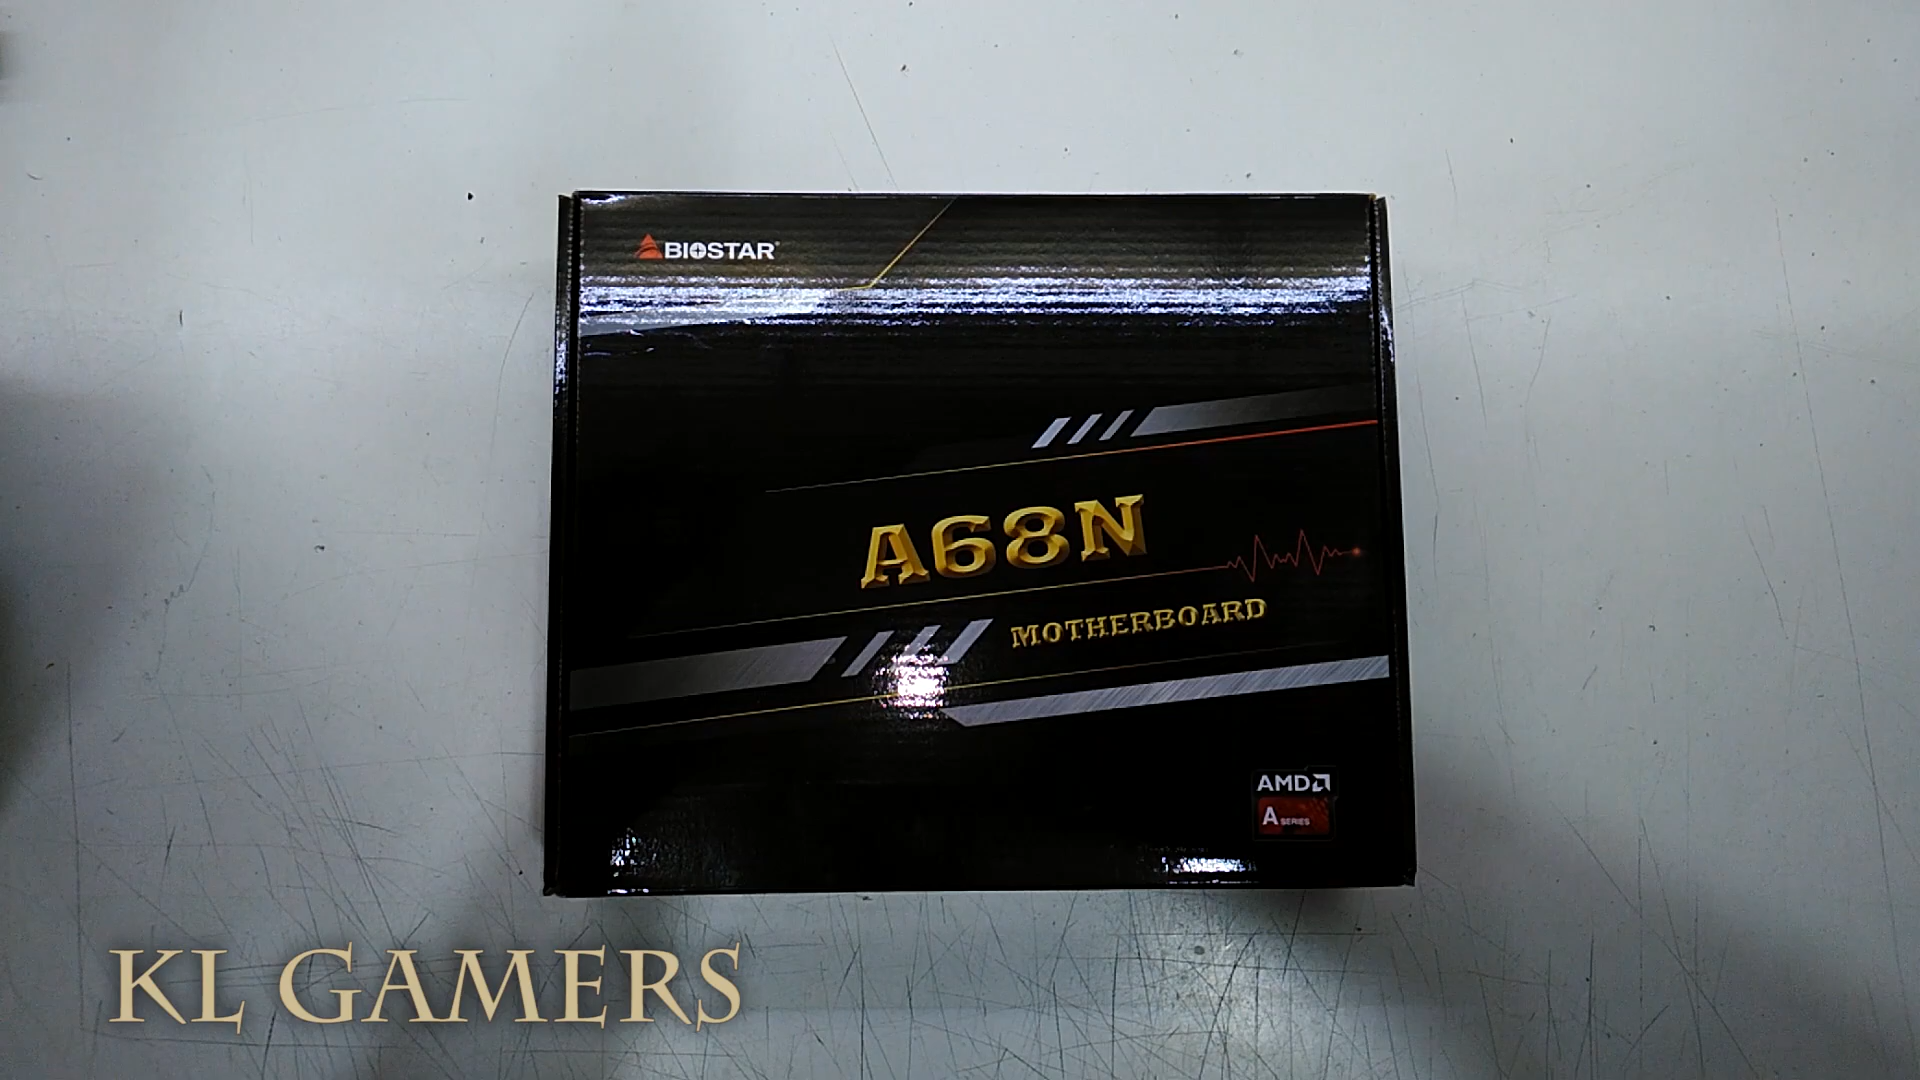 BIOSTAR
A68N
MOTHERBOARD
AMD
A SERIES
KL GAMERS